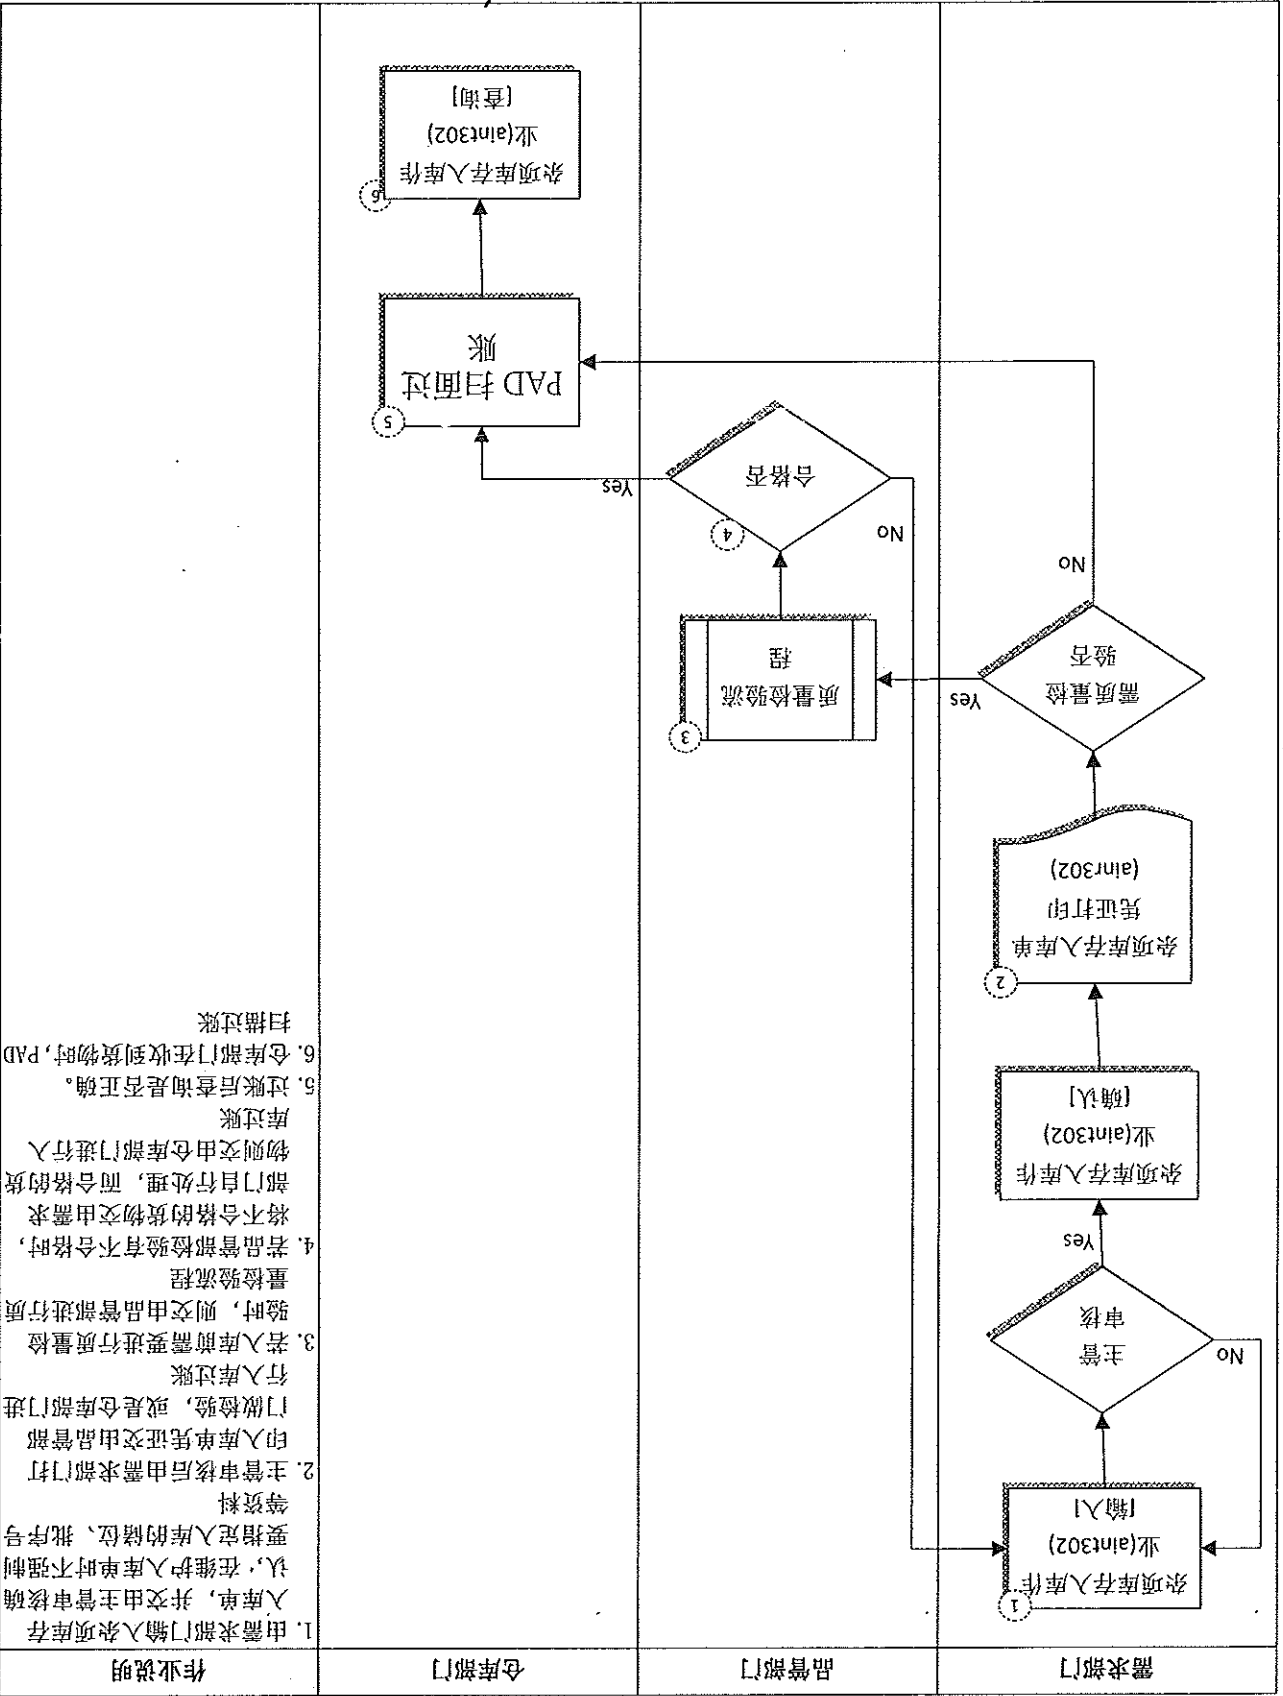 需求部门
品管部门
仓库部门
作业说明
1
杂项库存入库作
业(aint302)
[输入]
No
主管
审核
Yes
杂项库存入库作
业(aint302)
[确认]
2
杂项库存入库单
凭证打印
(ainr302)
需质量检
验否
Yes
No
3
质量检验流
程
4
合格否
No
Yes
5
PAD 扫面过
账
6
杂项库存入库作
业(aint302)
[查询]
1. 由需求部门输入杂项库存
入库单，并交由主管审核确
认，在维护入库单时不强制
要指定入库的储位、批序号
等资料
2. 主管审核后由需求部门打
印入库单凭证交由品管部
门做检验，或是仓库部门进
行入库过账
3. 若入库前需要进行质量检
验时，则交由品管部进行质
量检验流程
4. 若品管部检验有不合格时，
将不合格的货物交由需求
部门自行处理，而合格的货
物则交由仓库部门进行入
库过账
5. 过账后查询是否正确。
6. 仓库部门在收到货物时,PAD
扫描过账